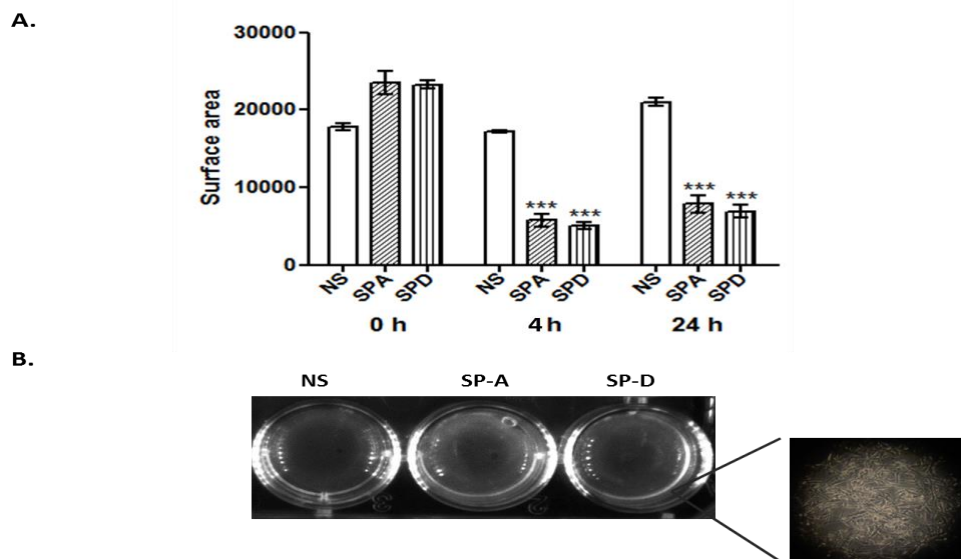 A.
30000
20000
10000
0
Surface area
*** ***
*** ***
NS SPA SPD NS SPA SPD NS SPA SPD
0 h 4h 24 h
B.
NS SP-A SP-D